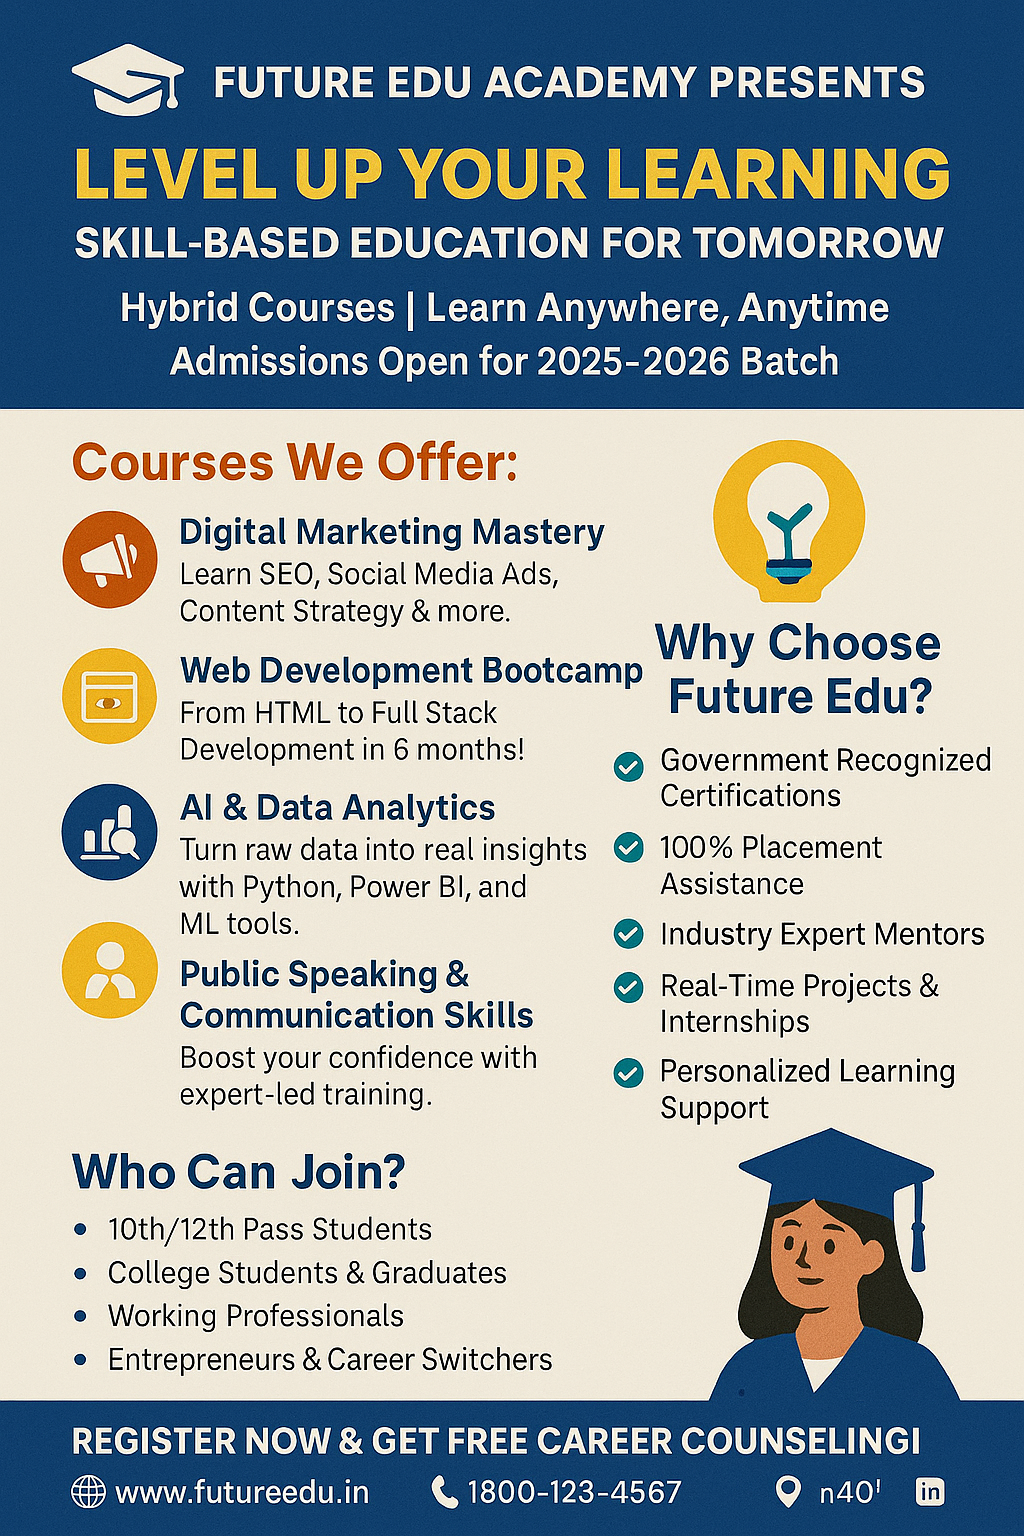 FUTURE EDU ACADEMY PRESENTS
LEVEL UP YOUR LEARNING
SKILL-BASED EDUCATION FOR TOMORROW
Hybrid Courses | Learn Anywhere, Anytime
Admissions Open for 2025-2026 Batch
Courses We Offer:
Digital Marketing Mastery
Learn SEO, Social Media Ads,
Content Strategy & more.
Web Development Bootcamp
From HTML to Full Stack
Development in 6 months!
AI & Data Analytics
Turn raw data into real insights
with Python, Power BI, and
ML tools.
Public Speaking &
Communication Skills
Boost your confidence with
expert-led training.
Why Choose
Future Edu?
Government Recognized
Certifications
100% Placement
Assistance
Industry Expert Mentors
Real-Time Projects &
Internships
Personalized Learning
Support
Who Can Join?
• 10th/12th Pass Students
• College Students & Graduates
• Working Professionals
• Entrepreneurs & Career Switchers
REGISTER NOW & GET FREE CAREER COUNSELINGI
www.futureedu.in
1800-123-4567
n40'
in